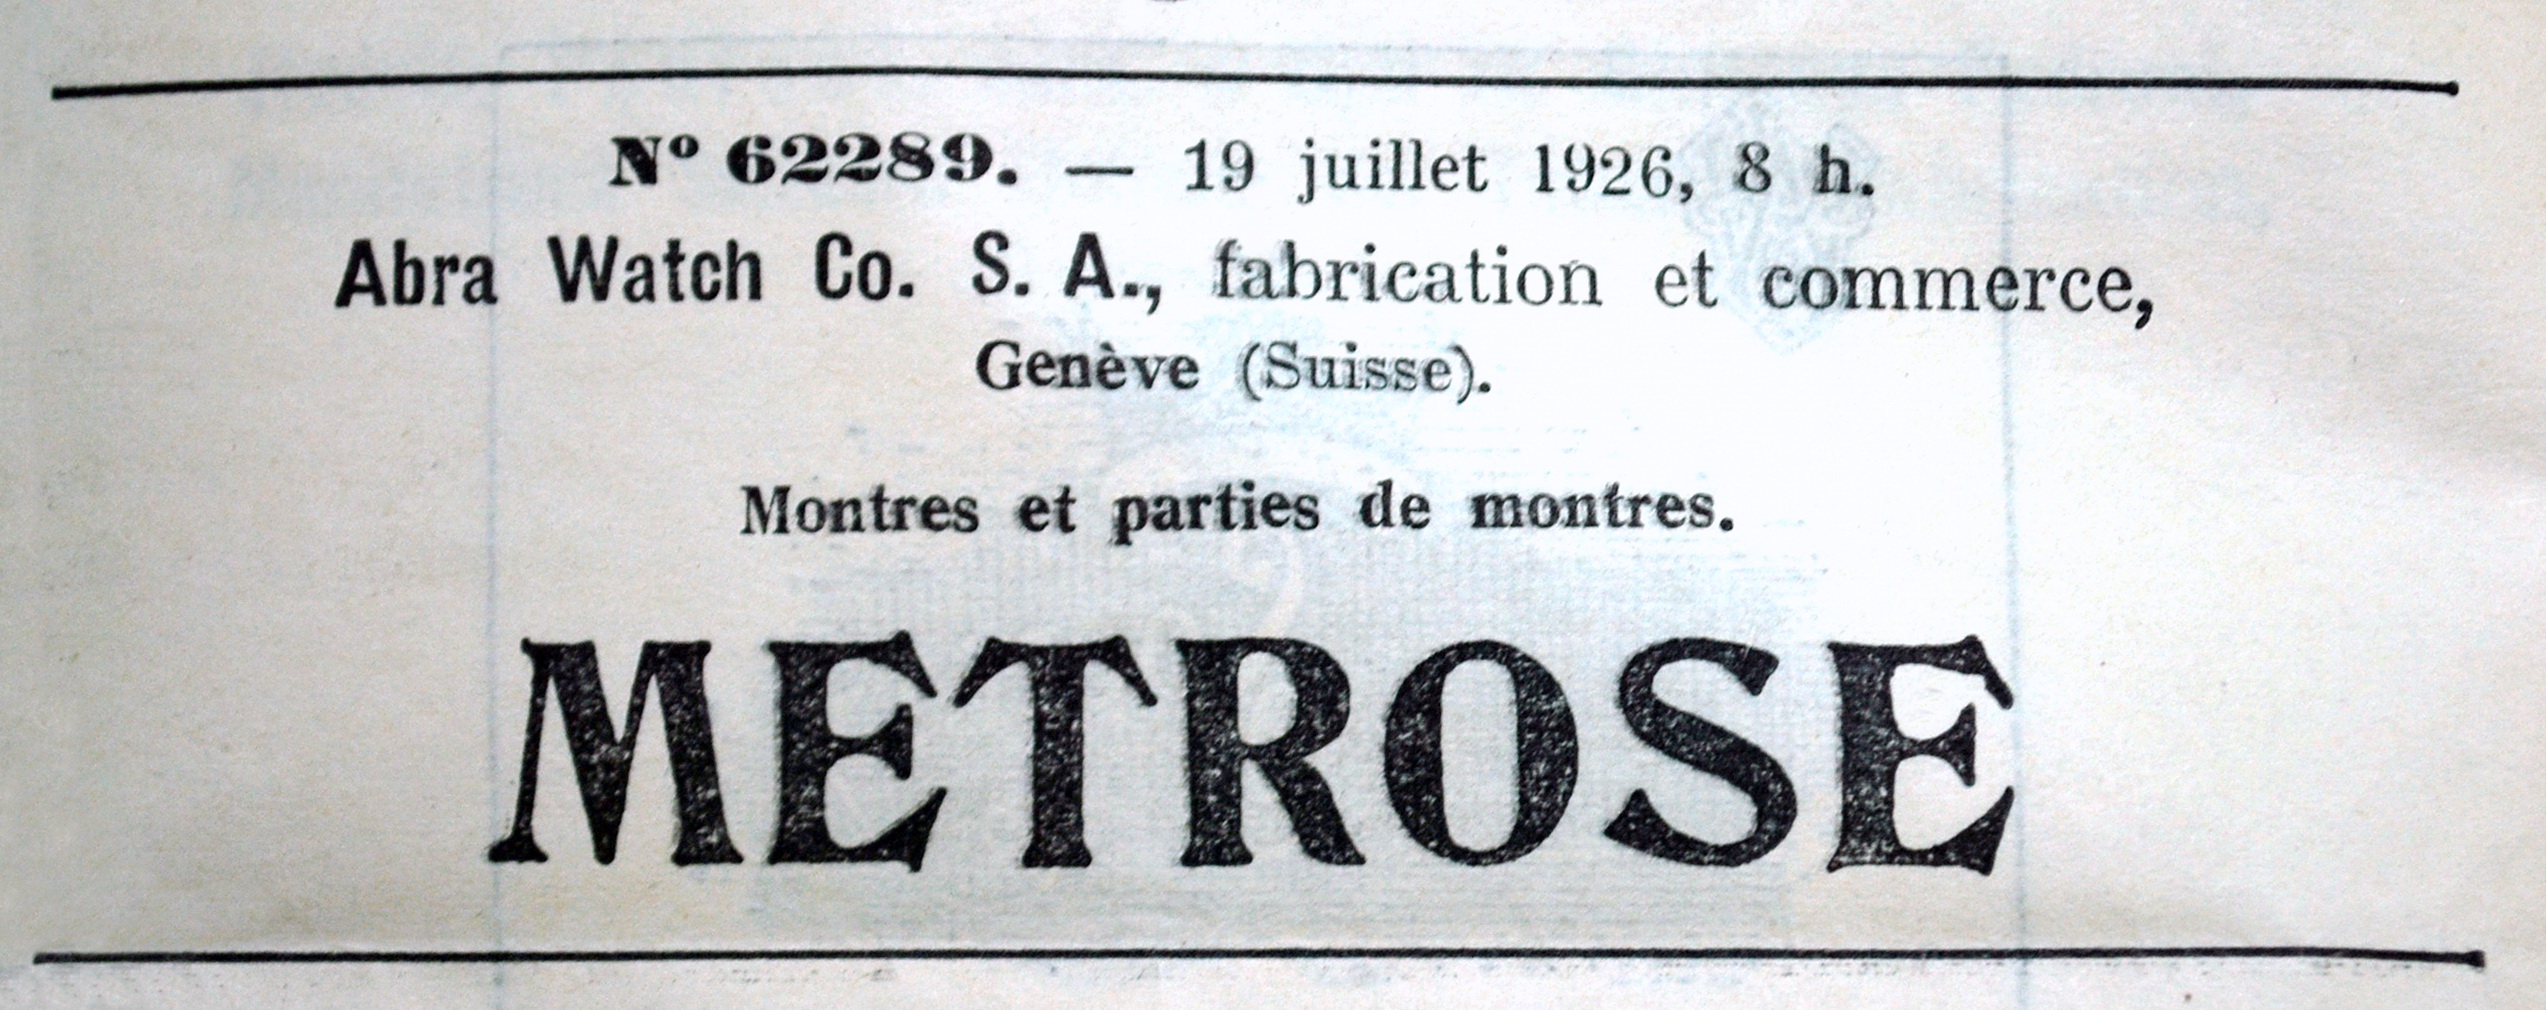 Nº 62289. — 19 juillet 1926, 8 h.
Abra Watch Co. S. A., fabrication et commerce,
Genève (Suisse).
Montres et parties de montres.
METROSE